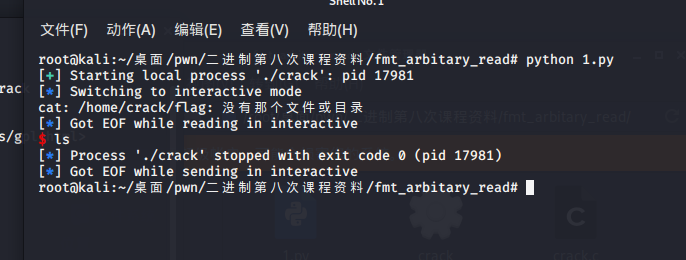 Shell No. 1
文件(F) 动作(A) 编辑(E) 查看(V) 帮助(H)
root@kali:~/桌面/pwn/二进制第八次课程资料/fmt_arbitary_read# python 1.py
[+] Starting local process './crack': pid 17981
[*] Switching to interactive mode
cat: /home/crack/flag: 没有那个文件或目录
[*] Got EOF while reading in interactive
$ ls
[*] Process './crack' stopped with exit code 0 (pid 17981)
[*] Got EOF while sending in interactive
root@kali:~/桌面/pwn/二进制第八次课程资料/fmt_arbitary_read#